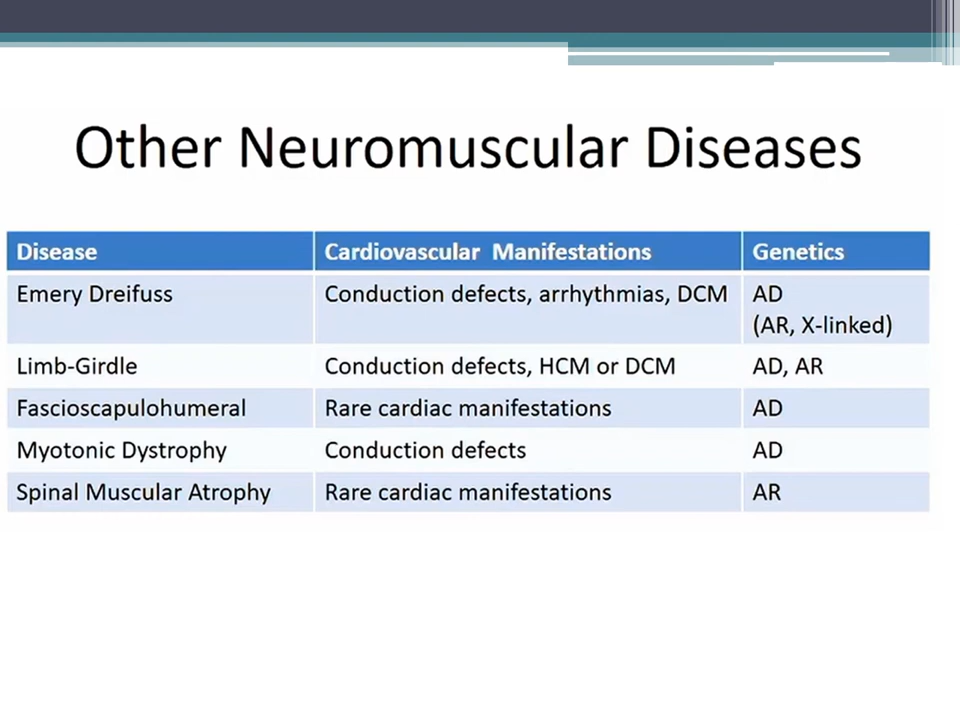 Other Neuromuscular Diseases
Disease Cardiovascular Manifestations Genetics
Emery Dreifuss Conduction defects, arrhythmias, DCM AD
(AR, X-linked)
Limb-Girdle Conduction defects, HCM or DCM AD, AR
Fascioscapulohumeral Rare cardiac manifestations AD
Myotonic Dystrophy Conduction defects AD
Spinal Muscular Atrophy Rare cardiac manifestations AR